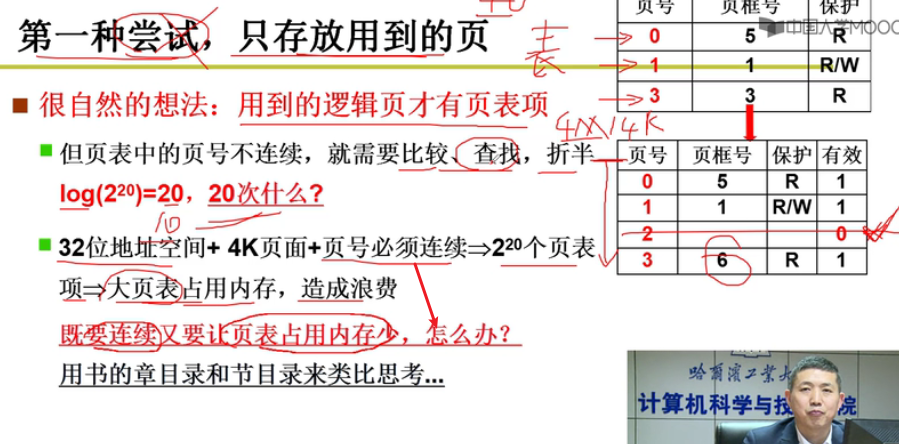 第一种尝试，只存放用到的页
页号 页框号 保护
0 5 R
1 1 R/W
3 3 R
中国大学MOOC
表
■ 很自然的想法：用到的逻辑页才有页表项
■ 但页表中的页号不连续，就需要比较、查找，折半
log(2²⁰)=20，20次什么？
10
4M/4K
■ 32位地址空间+ 4K页面+页号必须连续⇒2²⁰个页表
项⇒大页表占用内存，造成浪费
既要连续又要让页表占用内存少，怎么办？
用书的章目录和节目录来类比思考...
页号 页框号 保护 有效
0 5 R 1
1 1 R/W 1
2 0
3 6 R 1
哈尔滨工业大
计算机科学与技 院